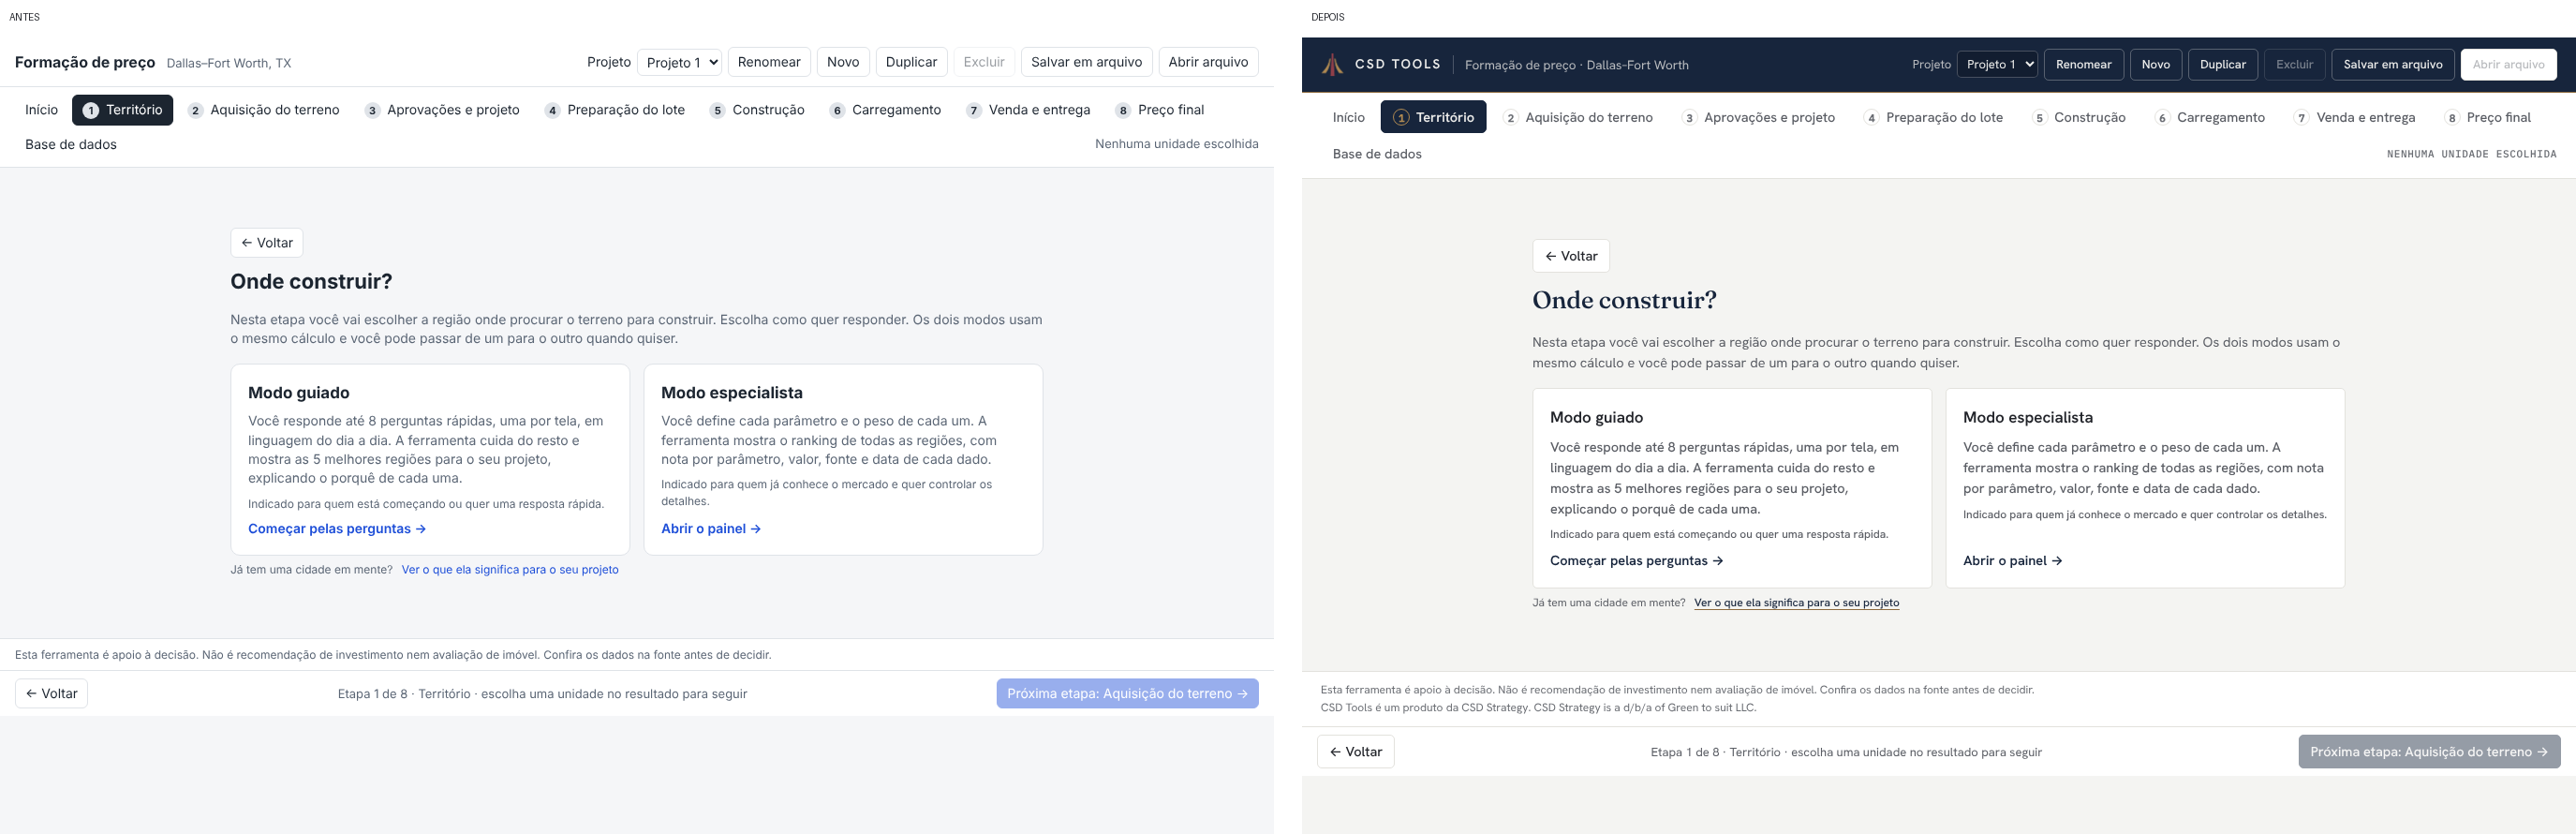 ANTES
Formação de preço Dallas–Fort Worth, TX Projeto Projeto 1 Renomear Novo Duplicar Excluir Salvar em arquivo Abrir arquivo
Início 1 Território 2 Aquisição do terreno 3 Aprovações e projeto 4 Preparação do lote 5 Construção 6 Carregamento 7 Venda e entrega 8 Preço final
Base de dados Nenhuma unidade escolhida
← Voltar
Onde construir?
Nesta etapa você vai escolher a região onde procurar o terreno para construir. Escolha como quer responder. Os dois modos usam
o mesmo cálculo e você pode passar de um para o outro quando quiser.
Modo guiado
Você responde até 8 perguntas rápidas, uma por tela, em
linguagem do dia a dia. A ferramenta cuida do resto e
mostra as 5 melhores regiões para o seu projeto,
explicando o porquê de cada uma.
Indicado para quem está começando ou quer uma resposta rápida.
Começar pelas perguntas →
Modo especialista
Você define cada parâmetro e o peso de cada um. A
ferramenta mostra o ranking de todas as regiões, com
nota por parâmetro, valor, fonte e data de cada dado.
Indicado para quem já conhece o mercado e quer controlar os
detalhes.
Abrir o painel →
Já tem uma cidade em mente? Ver o que ela significa para o seu projeto
Esta ferramenta é apoio à decisão. Não é recomendação de investimento nem avaliação de imóvel. Confira os dados na fonte antes de decidir.
← Voltar Etapa 1 de 8 · Território · escolha uma unidade no resultado para seguir Próxima etapa: Aquisição do terreno →
DEPOIS
CSD TOOLS Formação de preço · Dallas–Fort Worth Projeto Projeto 1 Renomear Novo Duplicar Excluir Salvar em arquivo Abrir arquivo
Início 1 Território 2 Aquisição do terreno 3 Aprovações e projeto 4 Preparação do lote 5 Construção 6 Carregamento 7 Venda e entrega 8 Preço final
Base de dados NENHUMA UNIDADE ESCOLHIDA
← Voltar
Onde construir?
Nesta etapa você vai escolher a região onde procurar o terreno para construir. Escolha como quer responder. Os dois modos usam o
mesmo cálculo e você pode passar de um para o outro quando quiser.
Modo guiado
Você responde até 8 perguntas rápidas, uma por tela, em
linguagem do dia a dia. A ferramenta cuida do resto e
mostra as 5 melhores regiões para o seu projeto,
explicando o porquê de cada uma.
Indicado para quem está começando ou quer uma resposta rápida.
Começar pelas perguntas →
Modo especialista
Você define cada parâmetro e o peso de cada um. A
ferramenta mostra o ranking de todas as regiões, com nota
por parâmetro, valor, fonte e data de cada dado.
Indicado para quem já conhece o mercado e quer controlar os detalhes.
Abrir o painel →
Já tem uma cidade em mente? Ver o que ela significa para o seu projeto
Esta ferramenta é apoio à decisão. Não é recomendação de investimento nem avaliação de imóvel. Confira os dados na fonte antes de decidir.
CSD Tools é um produto da CSD Strategy. CSD Strategy is a d/b/a of Green to suit LLC.
← Voltar Etapa 1 de 8 · Território · escolha uma unidade no resultado para seguir Próxima etapa: Aquisição do terreno →